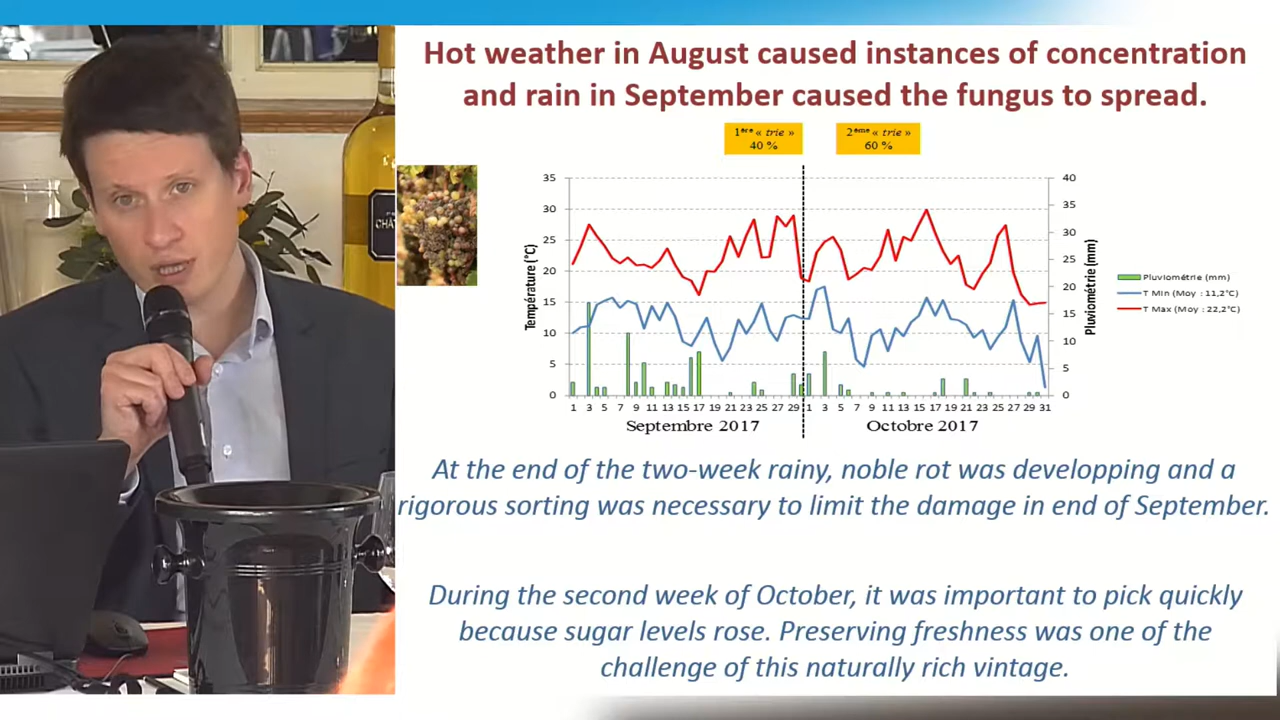 Hot weather in August caused instances of concentration
and rain in September caused the fungus to spread.
1ère « trie »
40 %
2ème « trie »
60 %
35
30
25
20
15
10
5
0
Température (°C)
40
35
30
25
20
15
10
5
0
Pluviométrie (mm)
Pluviométrie (mm)
T Min (Moy : 11,2°C)
T Max (Moy : 22,2°C)
1 3 5 7 9 11 13 15 17 19 21 23 25 27 29 1 3 5 7 9 11 13 15 17 19 21 23 25 27 29 31
Septembre 2017
Octobre 2017
CHÂ
At the end of the two-week rainy, noble rot was developping and a
rigorous sorting was necessary to limit the damage in end of September.
During the second week of October, it was important to pick quickly
because sugar levels rose. Preserving freshness was one of the
challenge of this naturally rich vintage.